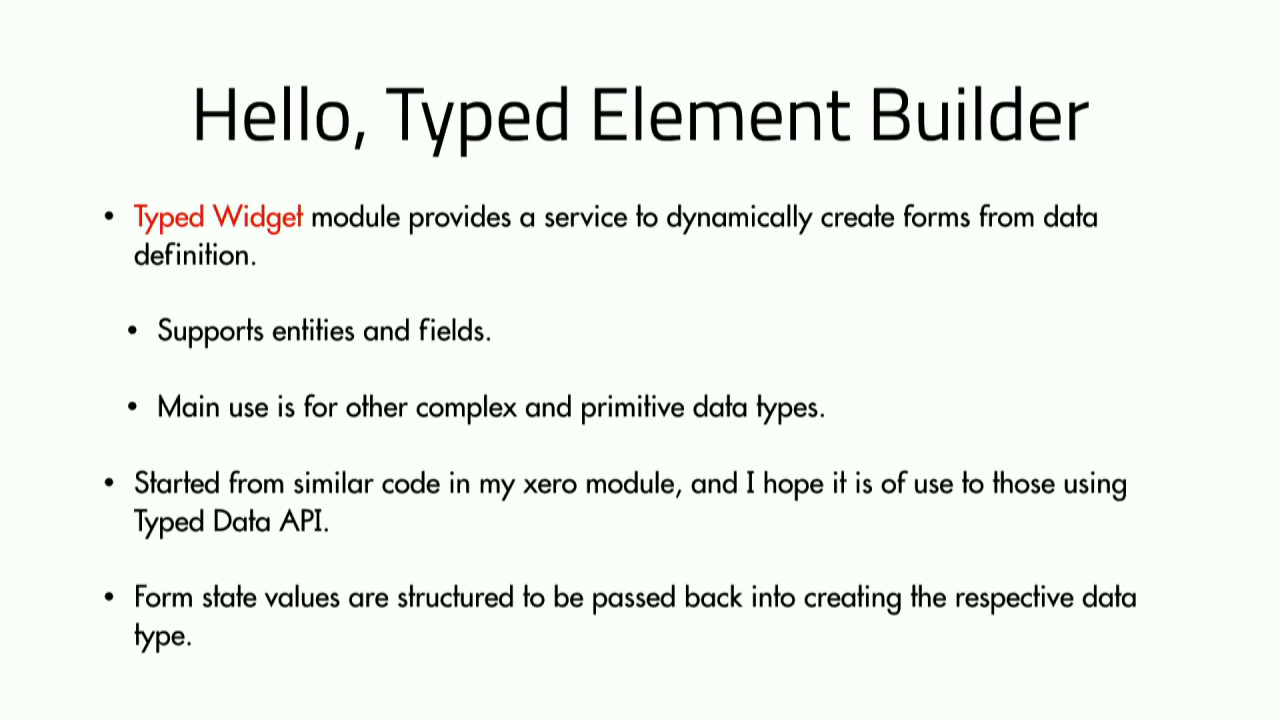 Hello, Typed Element Builder
• Typed Widget module provides a service to dynamically create forms from data
definition.
• Supports entities and fields.
• Main use is for other complex and primitive data types.
• Started from similar code in my xero module, and I hope it is of use to those using
Typed Data API.
• Form state values are structured to be passed back into creating the respective data
type.